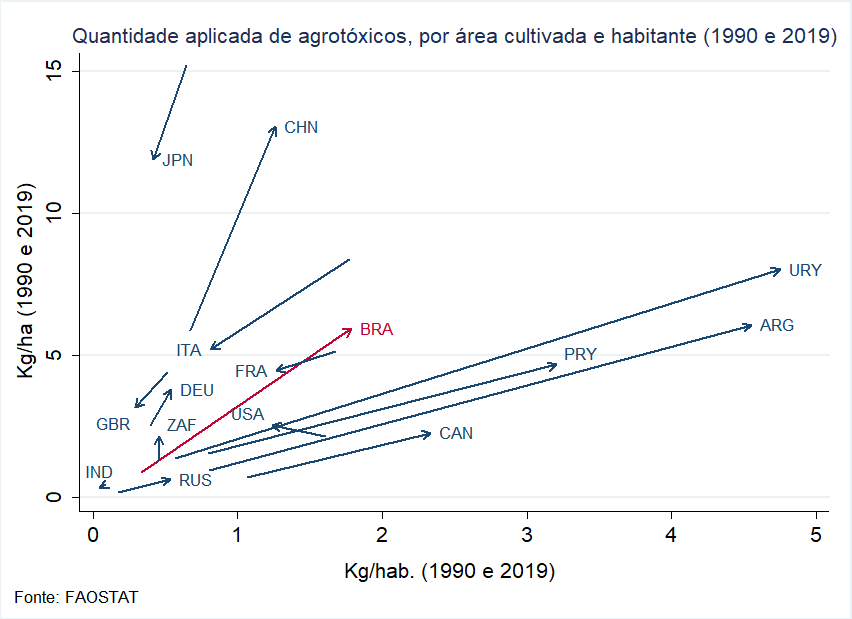 Quantidade aplicada de agrotóxicos, por área cultivada e habitante (1990 e 2019)
15
CHN
JPN
10
URY
ARG
BRA
ITA
PRY
5
FRA
DEU
USA
GBR
ZAF
CAN
IND
RUS
0
Kg/ha (1990 e 2019)
0 1 2 3 4 5
Kg/hab. (1990 e 2019)
Fonte: FAOSTAT